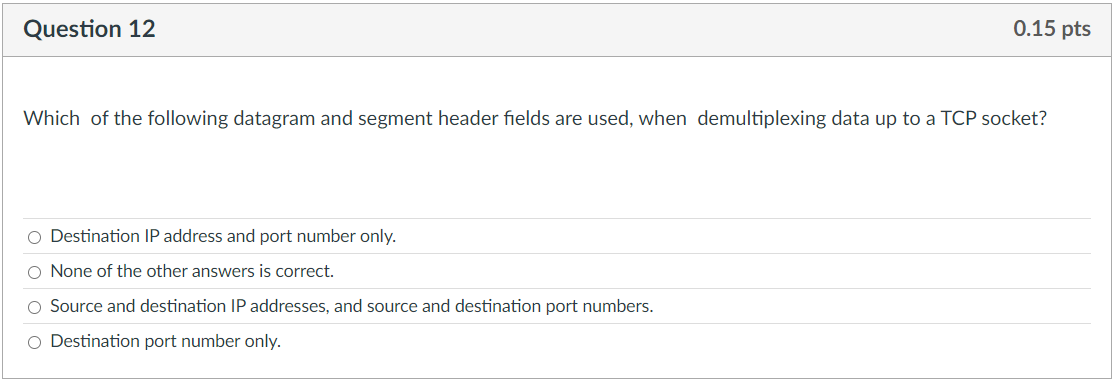 Question 12
0.15 pts
Which of the following datagram and segment header fields are used, when demultiplexing data up to a TCP socket?
Destination IP address and port number only.
None of the other answers is correct.
Source and destination IP addresses, and source and destination port numbers.
Destination port number only.